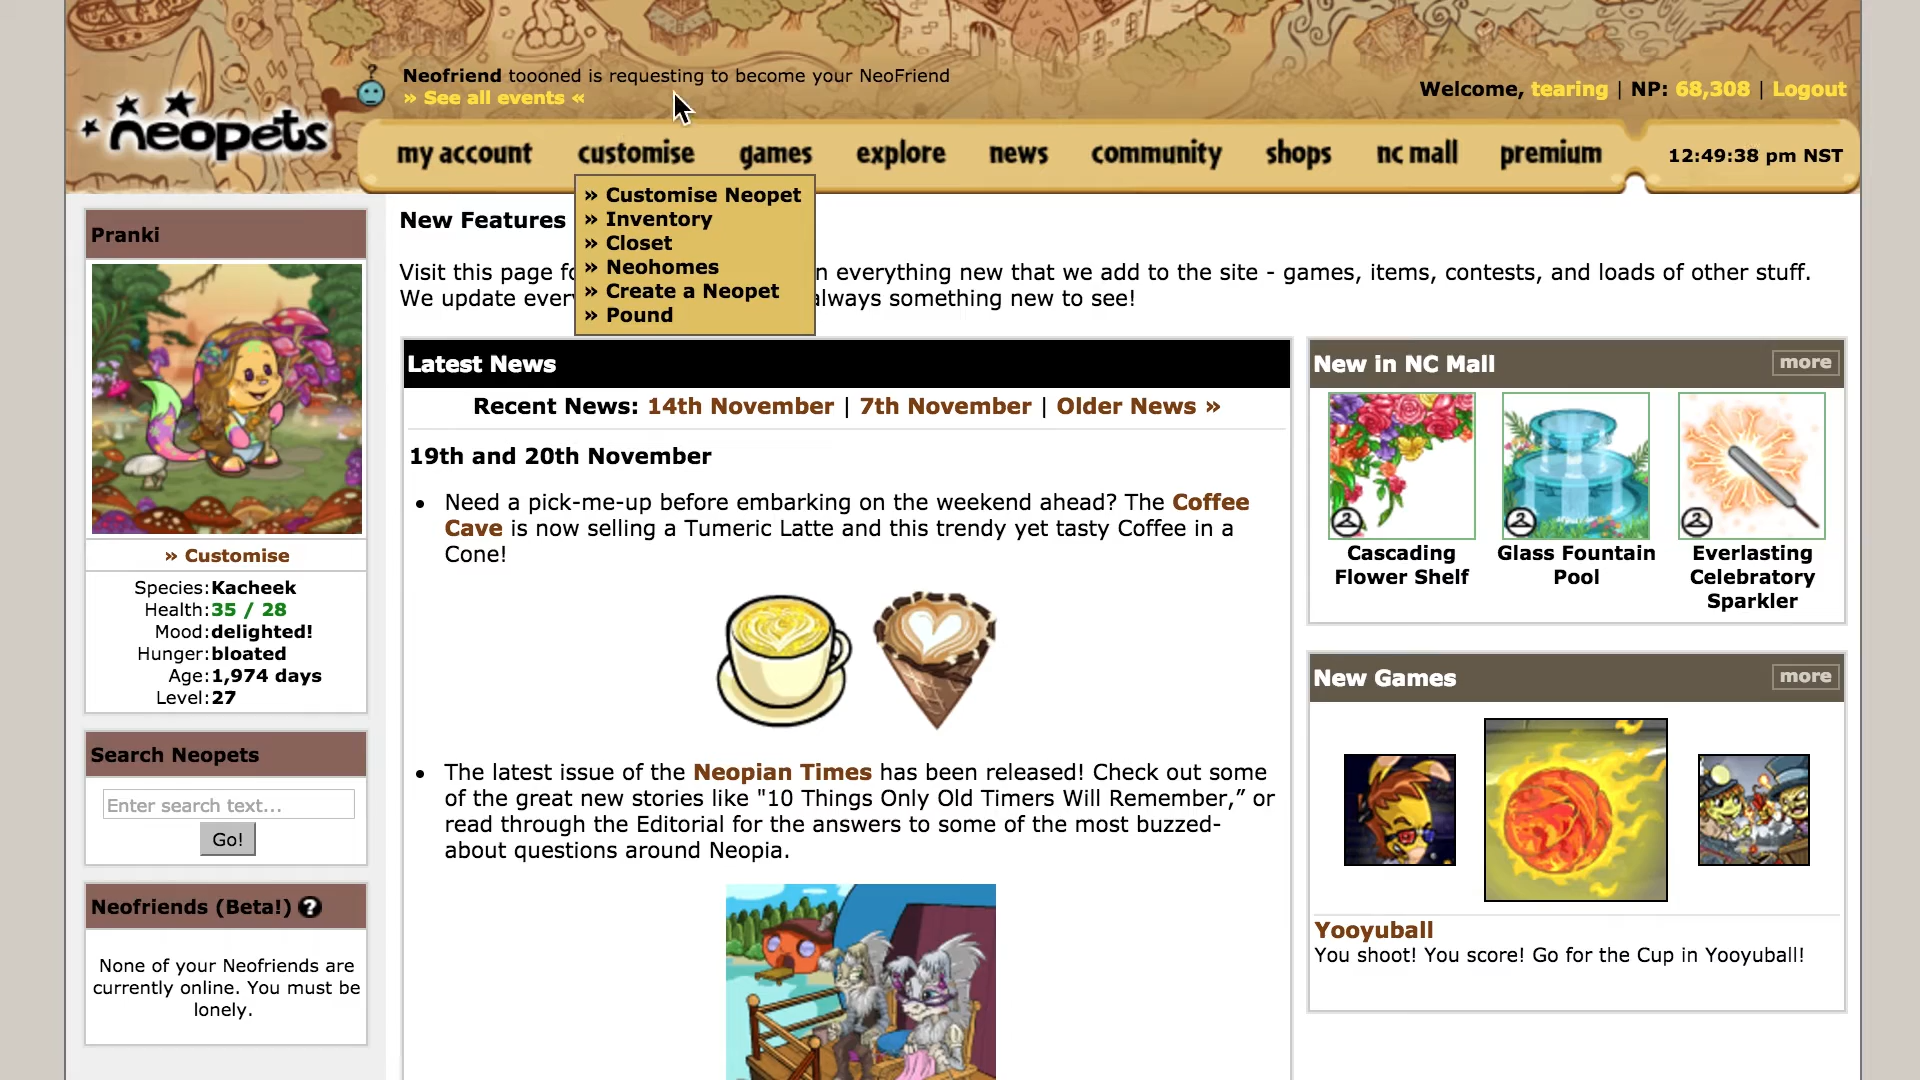 Neofriend toooned is requesting to become your NeoFriend
» See all events «
Welcome, tearing | NP: 68,308 | Logout
neopets
my account customise games explore news community shops nc mall premium 12:49:38 pm NST
» Customise Neopet
» Inventory
» Closet
» Neohomes
» Create a Neopet
» Pound
Pranki
» Customise
Species: Kacheek
Health: 35 / 28
Mood: delighted!
Hunger: bloated
Age: 1,974 days
Level: 27
Search Neopets
Enter search text...
Go!
Neofriends (Beta!) ?
None of your Neofriends are
currently online. You must be
lonely.
New Features
Visit this page n everything new that we add to the site - games, items, contests, and loads of other stuff.
We update always something new to see!
Latest News
Recent News: 14th November | 7th November | Older News »
19th and 20th November
• Need a pick-me-up before embarking on the weekend ahead? The Coffee
Cave is now selling a Tumeric Latte and this trendy yet tasty Coffee in a
Cone!
• The latest issue of the Neopian Times has been released! Check out some
of the great new stories like "10 Things Only Old Timers Will Remember,” or
read through the Editorial for the answers to some of the most buzzed-
about questions around Neopia.
New in NC Mall more
Cascading
Flower Shelf
Glass Fountain
Pool
Everlasting
Celebratory
Sparkler
New Games more
Yooyuball
You shoot! You score! Go for the Cup in Yooyuball!